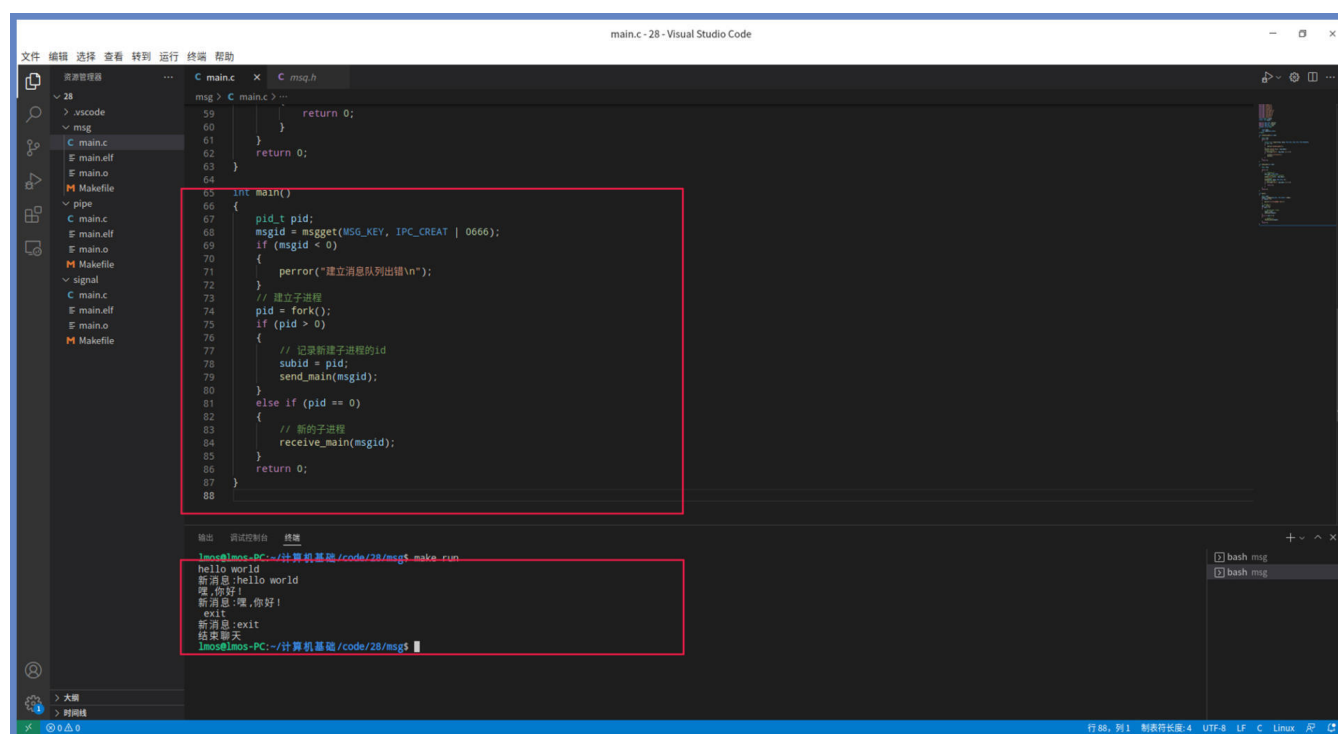 main.c - 28 - Visual Studio Code
文件 编辑 选择 查看 转到 运行 终端 帮助
资源管理器
28
.vscode
msg
C main.c
main.elf
main.o
M Makefile
pipe
C main.c
main.elf
main.o
M Makefile
signal
C main.c
main.elf
main.o
M Makefile
大纲
时间线
C main.c × C msq.h
msg > C main.c > ...
59 return 0;
60 }
61 }
62 return 0;
63 }
64
65 int main()
66 {
67 pid_t pid;
68 msgid = msgget(MSG_KEY, IPC_CREAT | 0666);
69 if (msgid < 0)
70 {
71 perror("建立消息队列出错\n");
72 }
73 // 建立子进程
74 pid = fork();
75 if (pid > 0)
76 {
77 // 记录新建子进程的id
78 subid = pid;
79 send_main(msgid);
80 }
81 else if (pid == 0)
82 {
83 // 新的子进程
84 receive_main(msgid);
85 }
86 return 0;
87 }
88
输出 调试控制台 终端
lmos@lmos-PC:~/计算机基础/code/28/msg$ make run
hello world
新消息:hello world
嘿,你好!
新消息:嘿,你好!
exit
新消息:exit
结束聊天
lmos@lmos-PC:~/计算机基础/code/28/msg$
bash msg
bash msg
1
0 0 行 88, 列 1 制表符长度: 4 UTF-8 LF C Linux